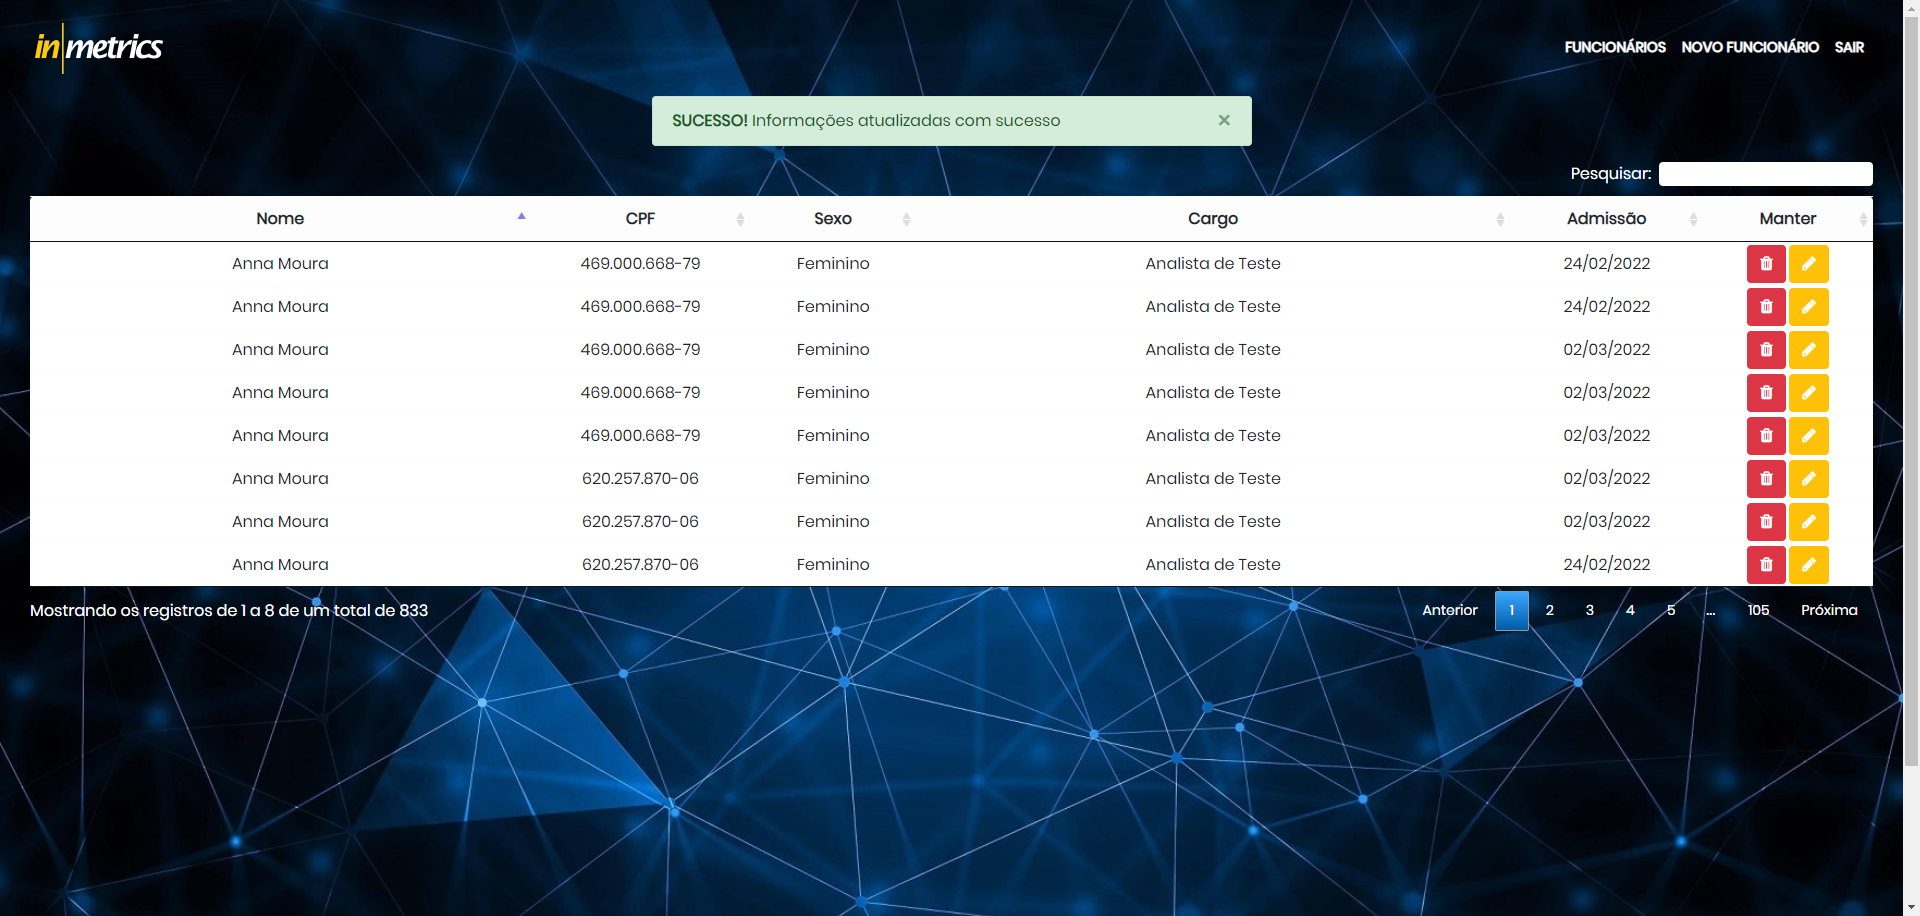 inmetrics
FUNCIONÁRIOS NOVO FUNCIONÁRIO SAIR
SUCESSO! Informações atualizadas com sucesso ×
Pesquisar:
Nome CPF Sexo Cargo Admissão Manter
Anna Moura 469.000.668-79 Feminino Analista de Teste 24/02/2022
Anna Moura 469.000.668-79 Feminino Analista de Teste 24/02/2022
Anna Moura 469.000.668-79 Feminino Analista de Teste 02/03/2022
Anna Moura 469.000.668-79 Feminino Analista de Teste 02/03/2022
Anna Moura 469.000.668-79 Feminino Analista de Teste 02/03/2022
Anna Moura 620.257.870-06 Feminino Analista de Teste 02/03/2022
Anna Moura 620.257.870-06 Feminino Analista de Teste 02/03/2022
Anna Moura 620.257.870-06 Feminino Analista de Teste 24/02/2022
Mostrando os registros de 1 a 8 de um total de 833 Anterior 1 2 3 4 5 … 105 Próxima